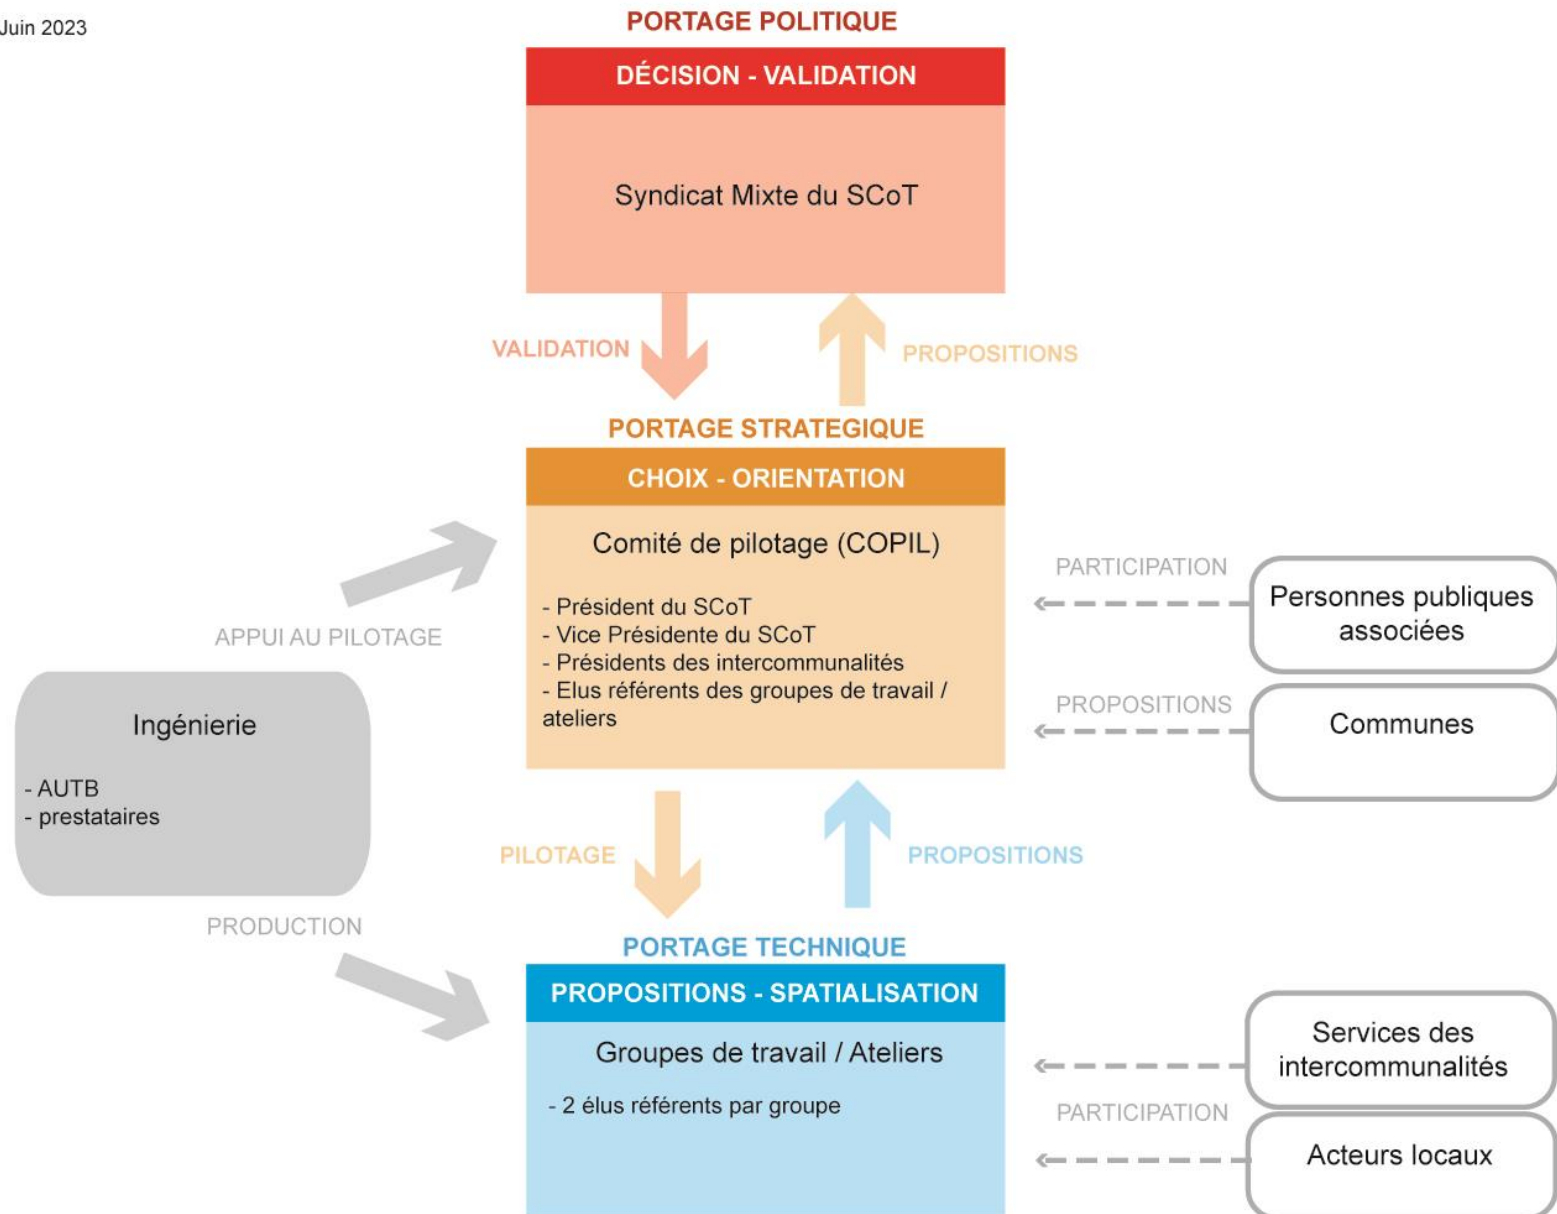 Juin 2023
PORTAGE POLITIQUE
DÉCISION - VALIDATION
Syndicat Mixte du SCoT
VALIDATION
PROPOSITIONS
PORTAGE STRATEGIQUE
CHOIX - ORIENTATION
Comité de pilotage (COPIL)
- Président du SCoT
- Vice Présidente du SCoT
- Présidents des intercommunalités
- Elus référents des groupes de travail /
ateliers
APPUI AU PILOTAGE
Ingénierie
- AUTB
- prestataires
PRODUCTION
PARTICIPATION
Personnes publiques
associées
PROPOSITIONS
Communes
PILOTAGE
PROPOSITIONS
PORTAGE TECHNIQUE
PROPOSITIONS - SPATIALISATION
Groupes de travail / Ateliers
- 2 élus référents par groupe
Services des
intercommunalités
PARTICIPATION
Acteurs locaux